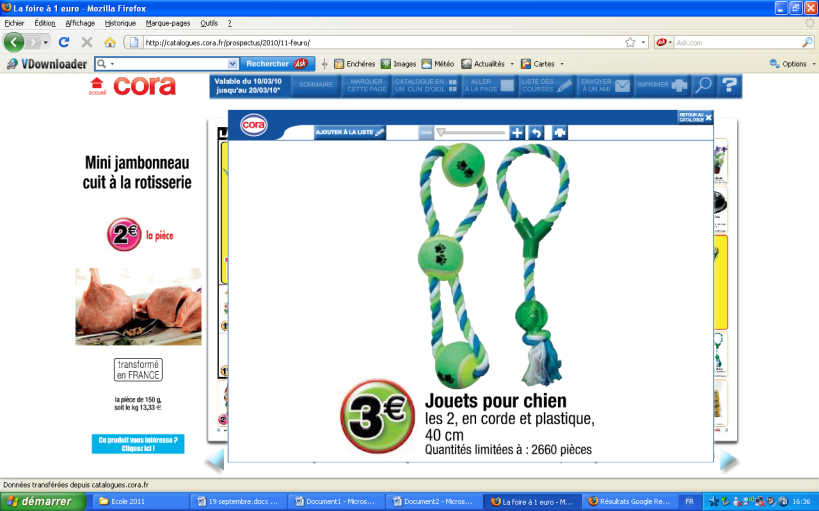 La foire à 1 euro - Mozilla Firefox
Fichier Édition Affichage Historique Marque-pages Outils ?
http://catalogues.cora.fr/prospectus/2010/11-feuro/
Ask.com
VDownloader
Rechercher Ask
Enchères Images Météo Actualités Cartes Options
accueil
cora
Valable du 10/03/10
jusqu'au 20/03/10*
SOMMAIRE
MARQUER
CETTE PAGE
CATALOGUE EN
UN CLIN D'OEIL
ALLER
À LA PAGE
LISTE DES
COURSES
ENVOYER
À UN AMI
IMPRIMER
?
cora
AJOUTER À LA LISTE
RETOUR AU
CATALOGUE
Mini jambonneau
cuit à la rotisserie
2€ la pièce
transformé
en FRANCE
la pièce de 150 g,
soit le kg 13,33 €
Ce produit vous intéresse ?
Cliquez ici !
3€
Jouets pour chien
les 2, en corde et plastique,
40 cm
Quantités limitées à : 2660 pièces
Données transférées depuis catalogues.cora.fr
démarrer
Ecole 2011
19 septembre.docx ...
Document1 - Micros...
Document2 - Micros...
La foire à 1 euro - M...
Résultats Google Re...
FR
16:36